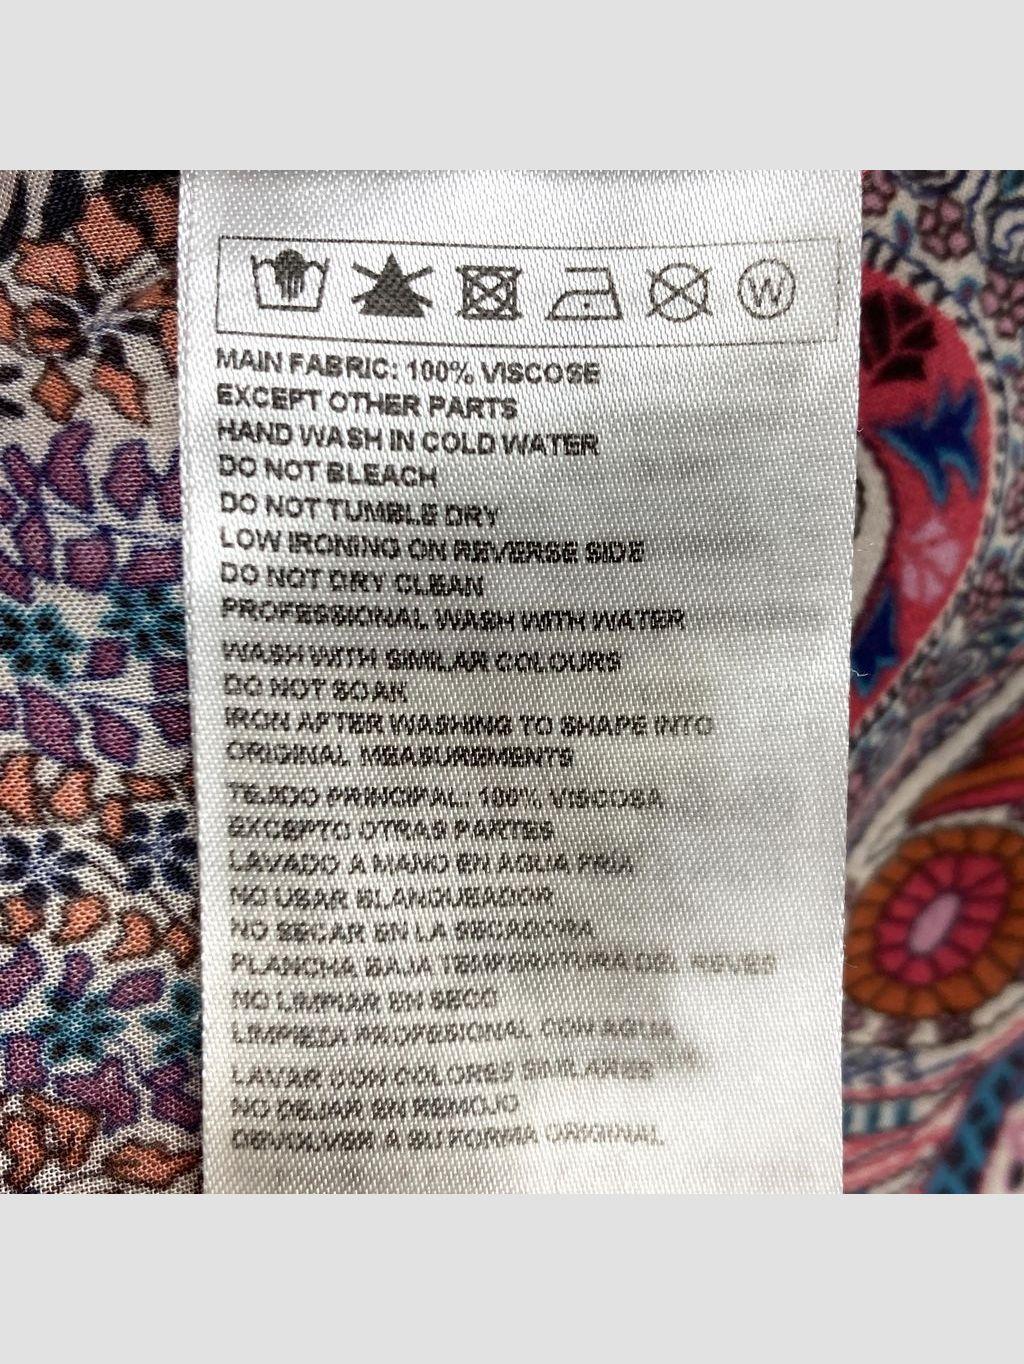 W
MAIN FABRIC: 100% VISCOSE
EXCEPT OTHER PARTS
HAND WASH IN COLD WATER
DO NOT BLEACH
DO NOT TUMBLE DRY
LOW IRONING ON REVERSE SIDE
DO NOT DRY CLEAN
PROFESSIONAL WASH WITH WATER
WASH WITH SIMILAR COLOURS
DO NOT SOAK
IRON AFTER WASHING TO SHAPE INTO
ORIGINAL MEASUREMENTS
TEJIDO PRINCIPAL: 100% VISCOSA
EXCEPTO OTRAS PARTES
LAVADO A MANO EN AGUA FRIA
NO USAR BLANQUEADOR
NO SECAR EN LA SECADORA
PLANCHA BAJA TEMPERATURA DEL REVES
NO LIMPIAR EN SECO
LIMPIEZA PROFESSIONAL CON AGUA
LAVAR CON COLORES SIMILARES
NO DEJAR EN REMOJO
DEVOLVER A SU FORMA ORIGINAL